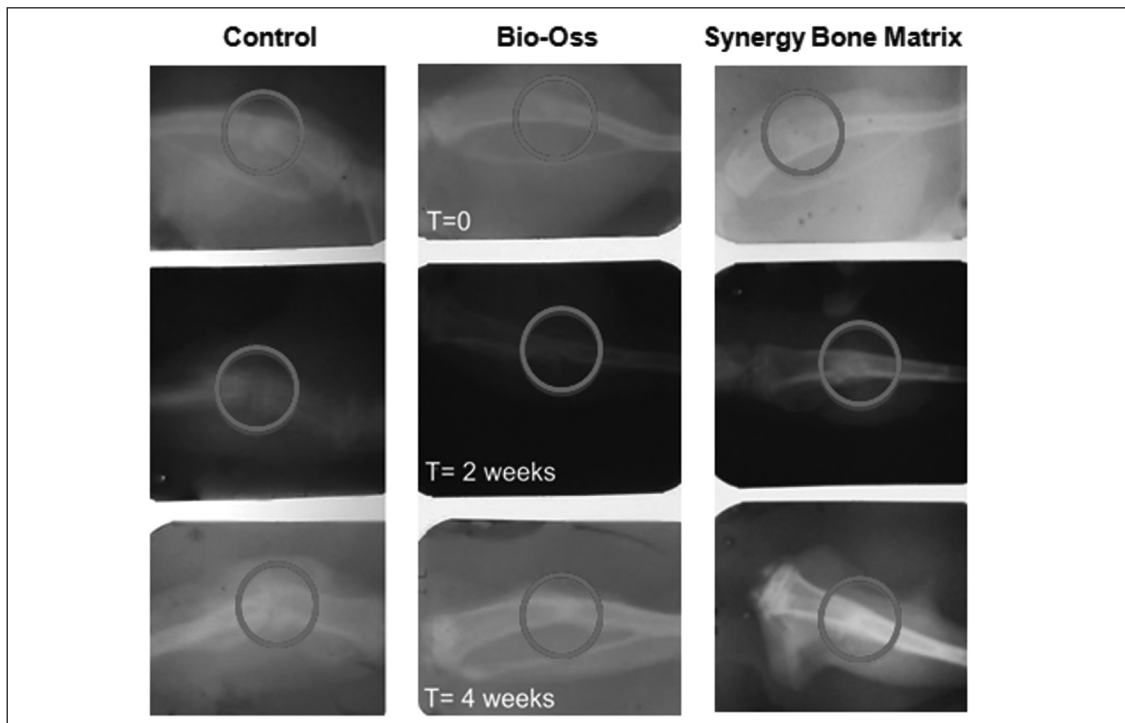 Control
Bio-Oss
Synergy Bone Matrix
T=0
T= 2 weeks
T= 4 weeks